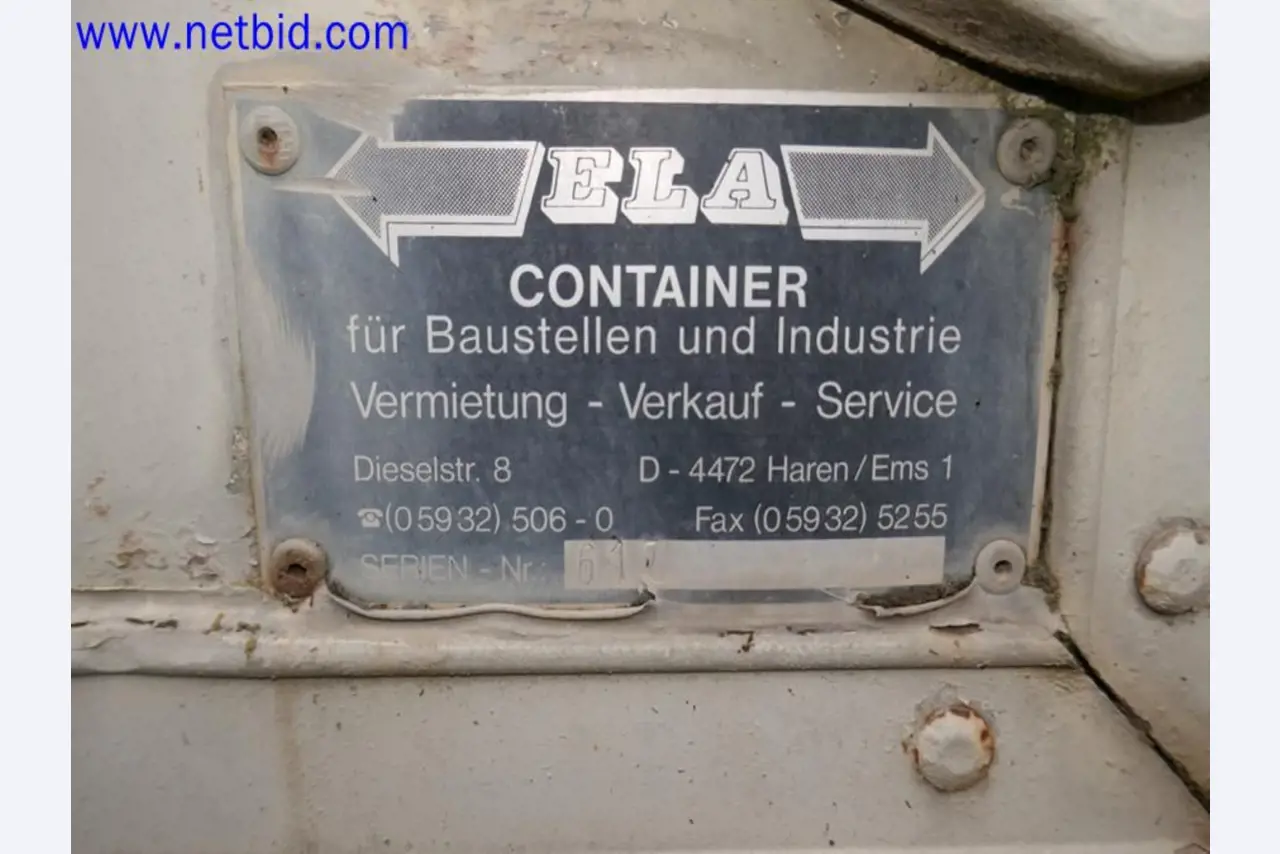 www.netbid.com
ELA
CONTAINER
für Baustellen und Industrie
Vermietung - Verkauf - Service
Dieselstr. 8 D - 4472 Haren/Ems 1
☎(05932) 506 - 0 Fax (05932) 5255
SERIEN - Nr.: 61